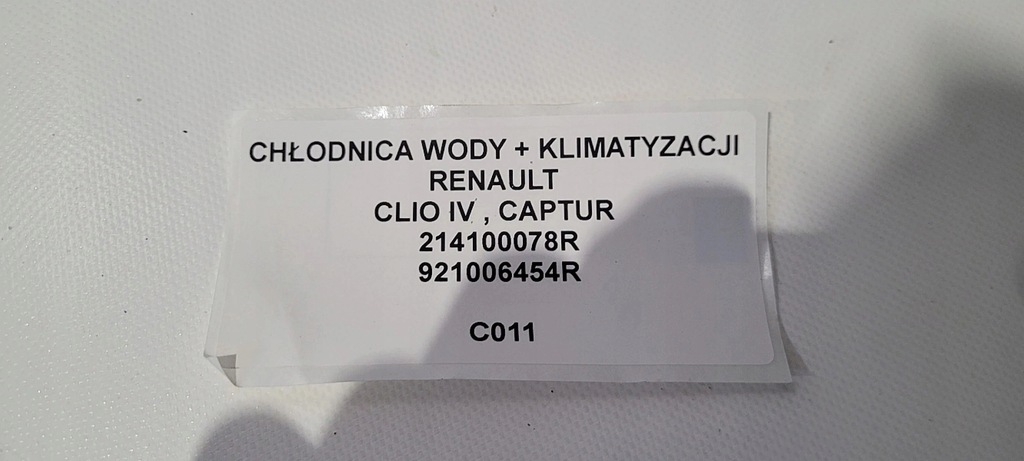 CHŁODNICA WODY + KLIMATYZACJI
RENAULT
CLIO IV , CAPTUR
214100078R
921006454R
C011